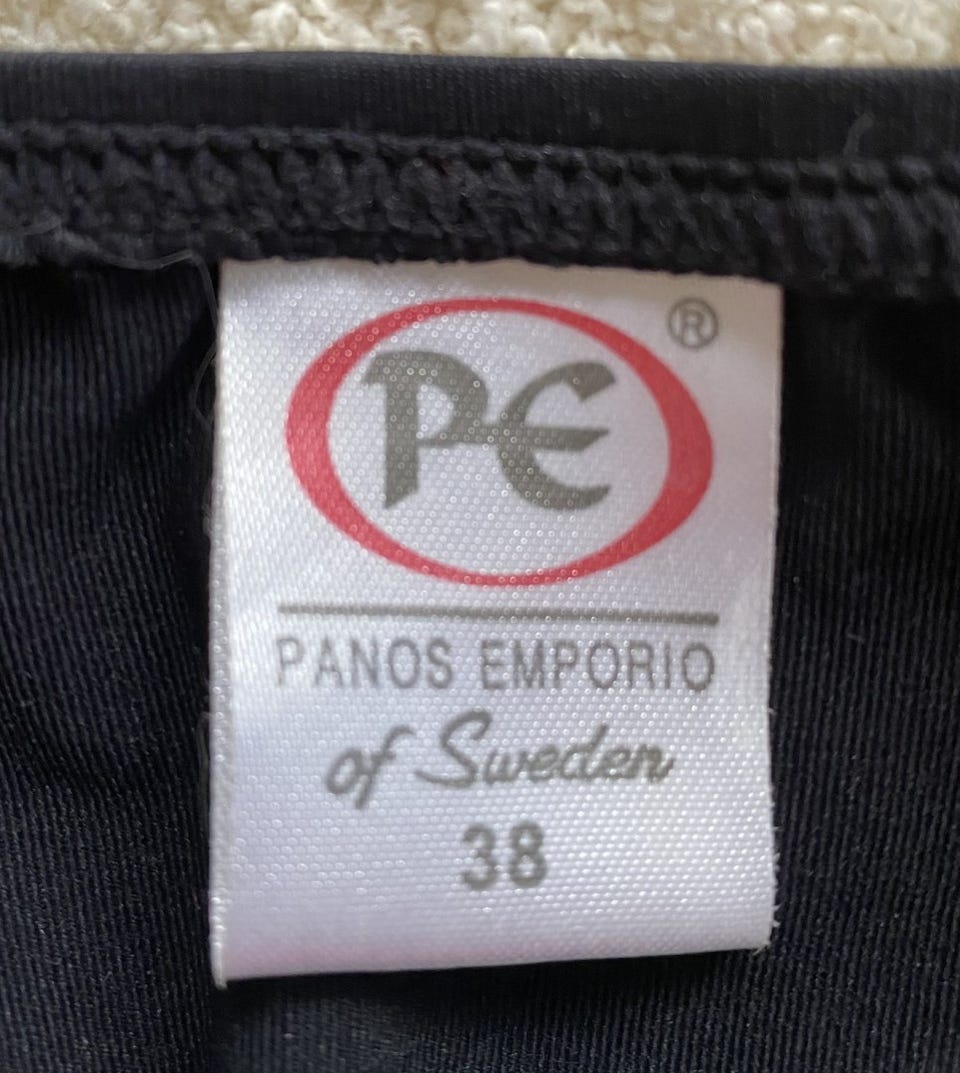 PE ®
PANOS EMPORIO
of Sweden
38